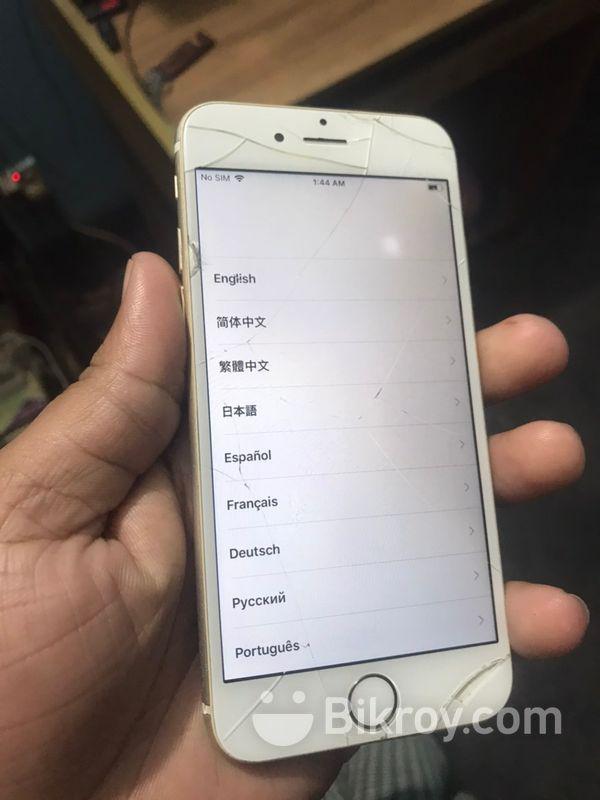 No SIM 1:44 AM
English
简体中文
繁體中文
日本語
Español
Français
Deutsch
Русский
Português
Bikroy.com